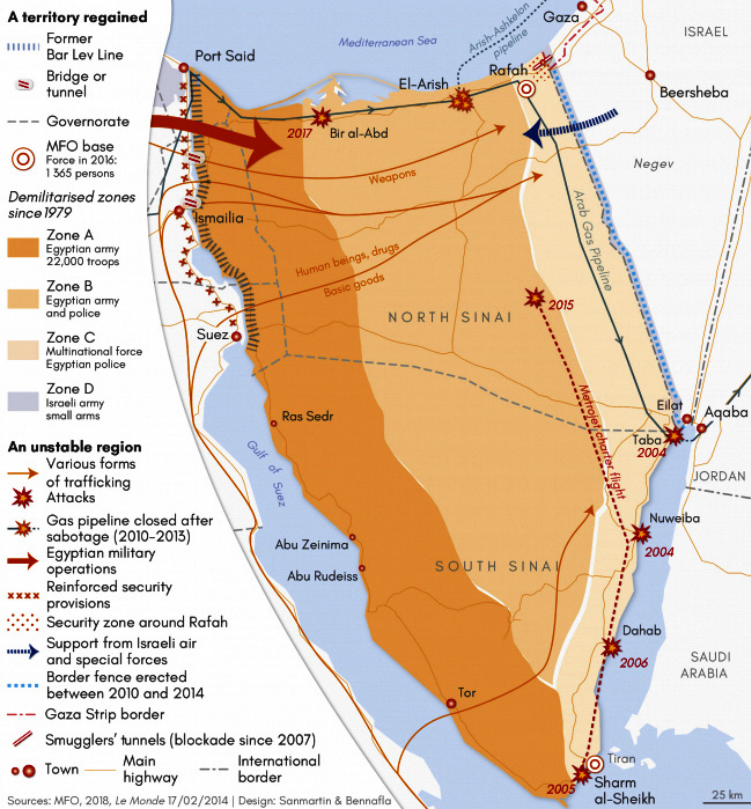 A territory regained
Former
Bar Lev Line
Bridge or
tunnel
Governorate
MFO base
Force in 2016:
1 365 persons
Demilitarised zones
since 1979
Zone A
Egyptian army
22,000 troops
Zone B
Egyptian army
and police
Zone C
Multinational force
Egyptian police
Zone D
Israeli army
small arms
An unstable region
Various forms
of trafficking
Attacks
Gas pipeline closed after
sabotage (2010-2013)
Egyptian military
operations
Reinforced security
provisions
Security zone around Rafah
Support from Israeli air
and special forces
Border fence erected
between 2010 and 2014
Gaza Strip border
Smugglers' tunnels (blockade since 2007)
Town
Main
highway
International
border
Sources: MFO, 2018, Le Monde 17/02/2014 | Design: Sanmartin & Bennafla
Gaza
ISRAEL
Mediterranean Sea
Arish-Ashkelon
pipeline
Port Said
Rafah
El-Arish
Beersheba
2017
Bir al-Abd
Negev
Weapons
Ismailia
Arab Gas Pipeline
Human beings, drugs
Basic goods
2015
NORTH SINAI
Suez
Metrojet charter flight
Eilat
Aqaba
Ras Sedr
Taba
2004
Gulf of Suez
JORDAN
Nuweiba
2004
Abu Zeinima
Abu Rudeiss
SOUTH SINAI
Dahab
2006
SAUDI
ARABIA
Tor
Tiran
2005
Sharm
al-Sheikh
25 km